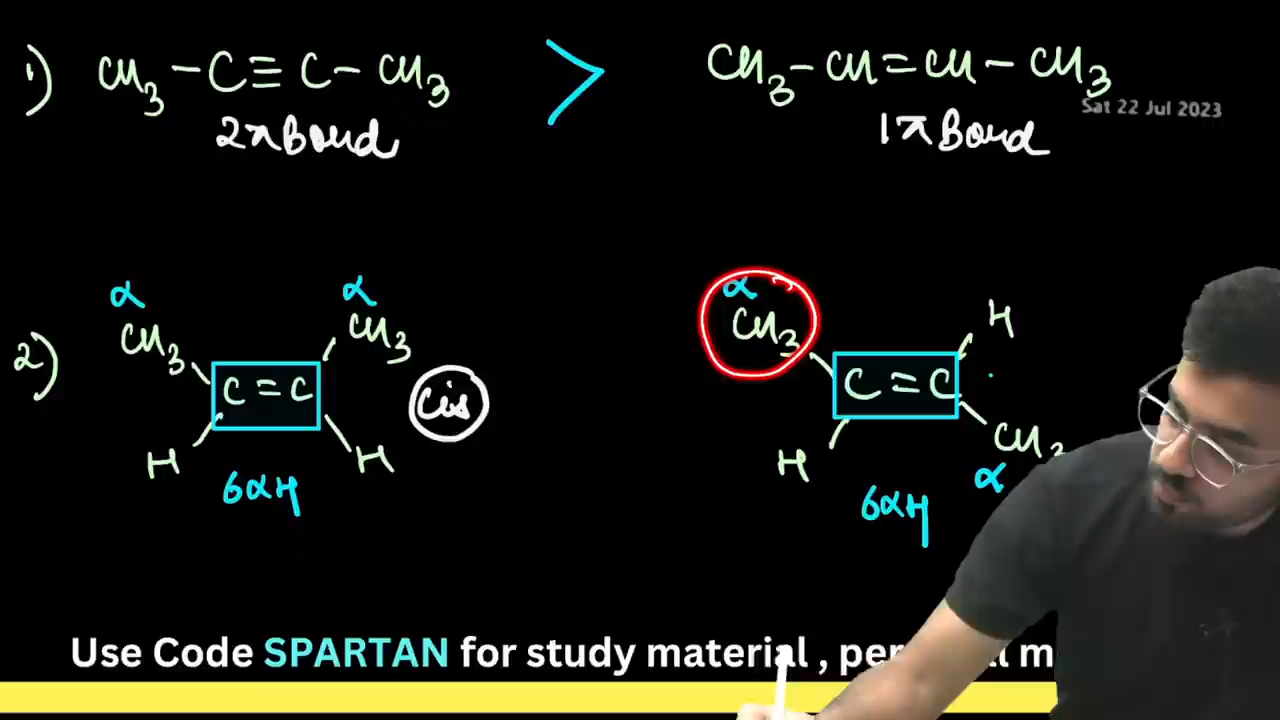 1) CH3 – C ≡ C – CH3 > CH3 – CH = CH – CH3
Sat 22 Jul 2023
2π Bond 1π Bond
α α α
2) CH3 CH3 CH3 H
C = C cis C = C
H H H CH3
6αH 6αH α
Use Code SPARTAN for study material , per